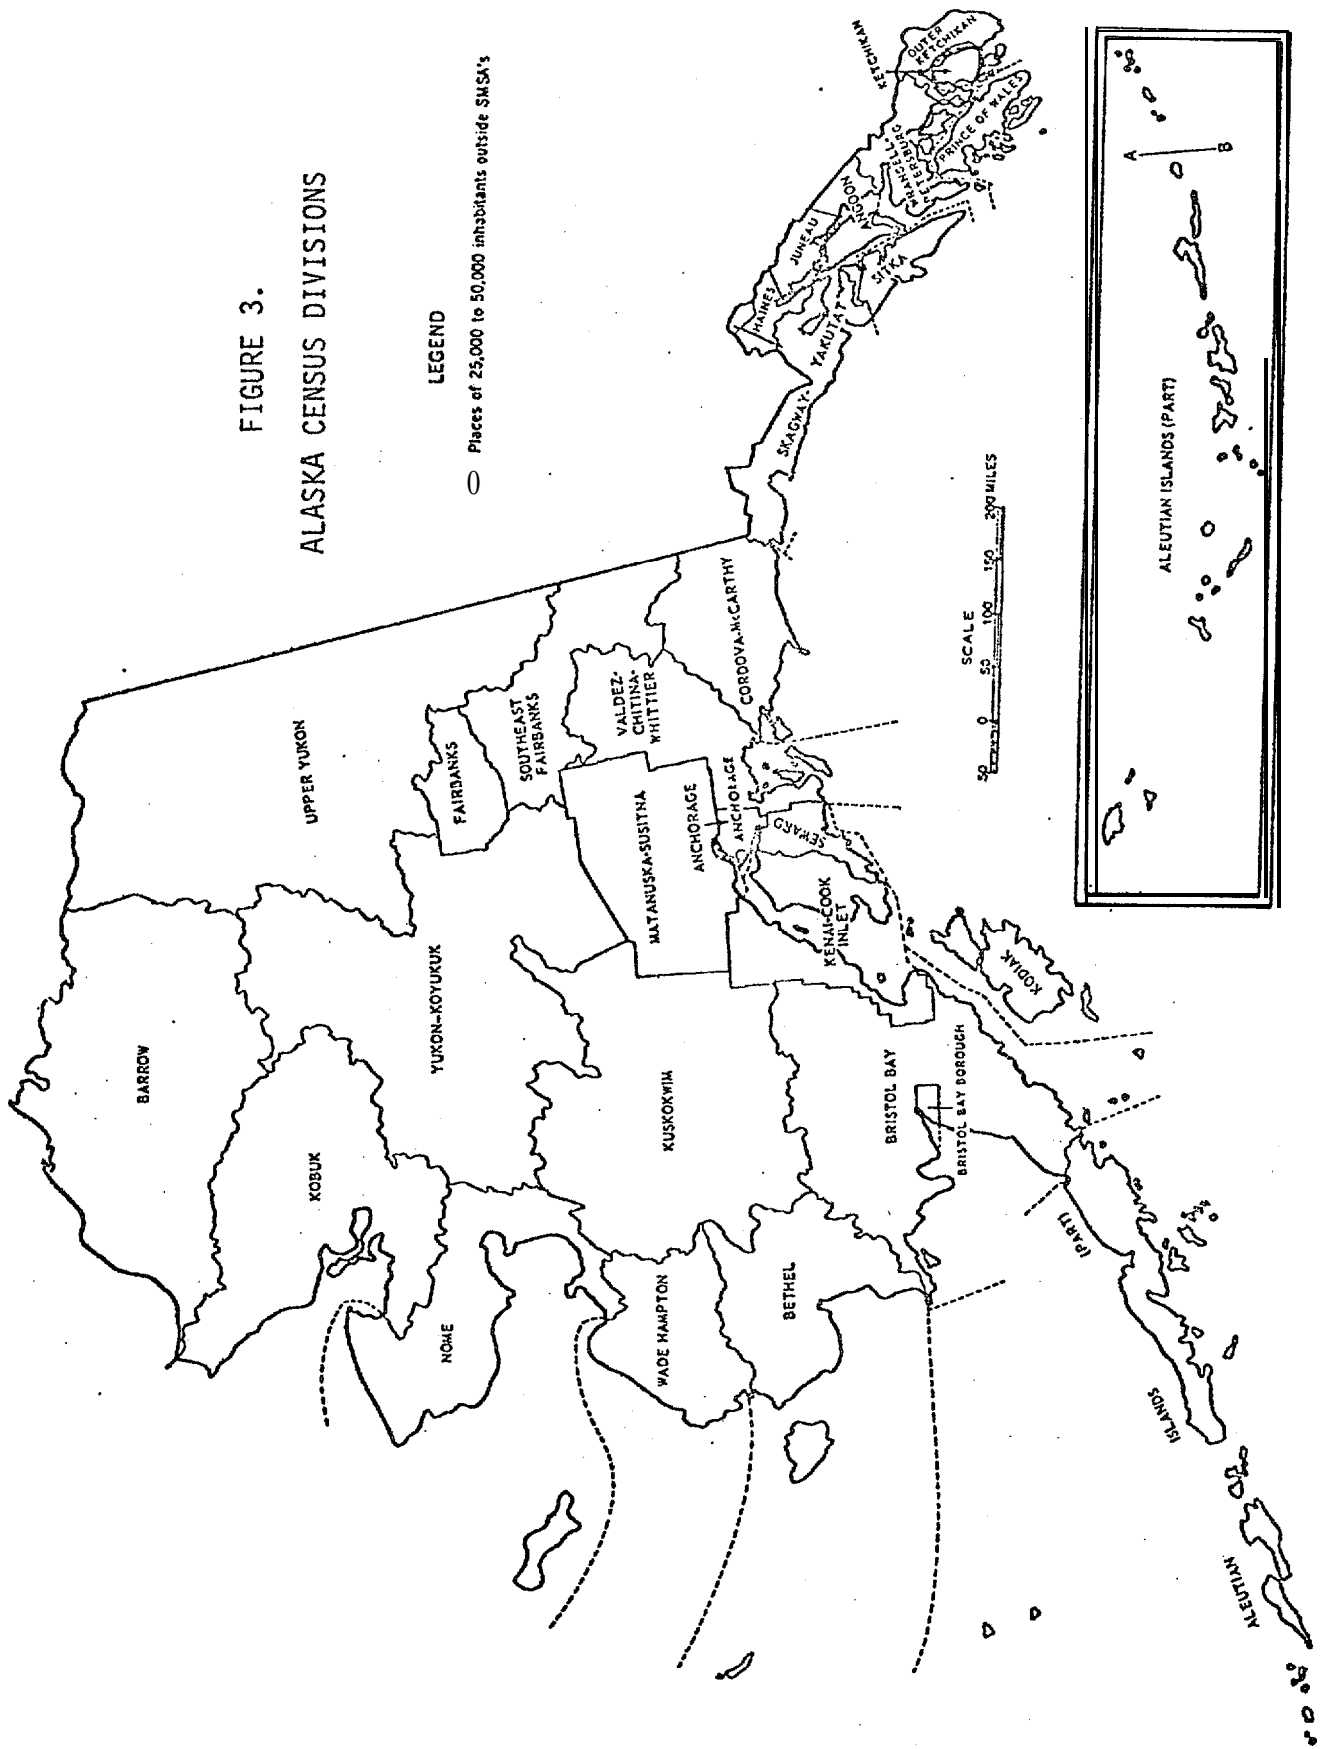 FIGURE 3.
ALASKA CENSUS DIVISIONS
LEGEND
Places of 25,000 to 50,000 inhabitants outside SMSA's
BARROW
KOBUK
UPPER YUKON
NOME
YUKON-KOYUKUK
FAIRBANKS
SOUTHEAST
FAIRBANKS
WADE HAMPTON
KUSKOKWIM
MATANUSKA-SUSITNA
VALDEZ-
CHITINA-
WHITTIER
ANCHORAGE
ANCHORAGE
CORDOVA-McCARTHY
BETHEL
SEWARD
KENAI-COOK
INLET
BRISTOL BAY
BRISTOL BAY BOROUGH
KODIAK
SKAGWAY-
YAKUTAT
HAINES
JUNEAU
ANGOON
SITKA
WRANGELL-
PETERSBURG
PRINCE OF WALES
KETCHIKAN
OUTER
KETCHIKAN
ALEUTIAN
ISLANDS
(PART)
SCALE
50 0 50 100 150 200 MILES
ALEUTIAN ISLANDS (PART)
A
B